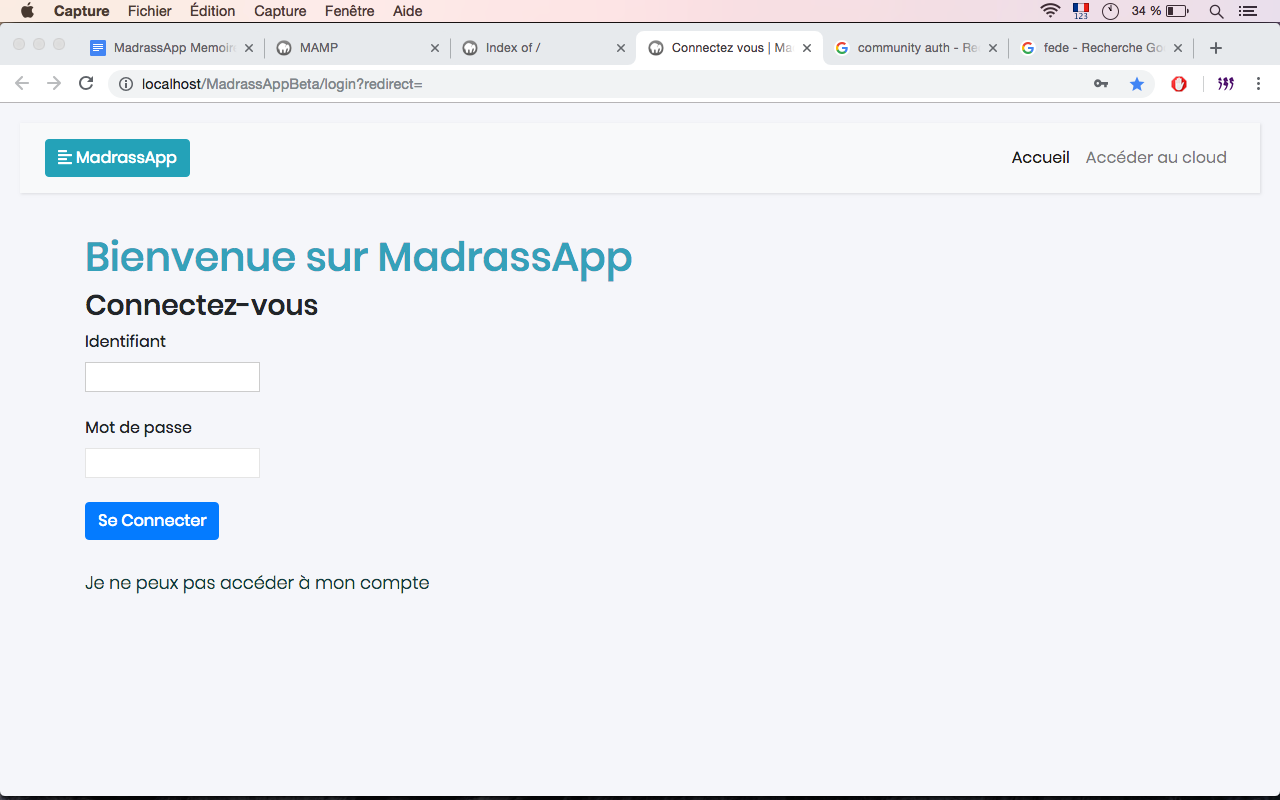 Capture Fichier Édition Capture Fenêtre Aide 123 34 %
MadrassApp Memoir MAMP Index of / Connectez vous | Ma community auth - Re fede - Recherche Go
localhost/MadrassAppBeta/login?redirect=
MadrassApp Accueil Accéder au cloud
Bienvenue sur MadrassApp
Connectez-vous
Identifiant
Mot de passe
Se Connecter
Je ne peux pas accéder à mon compte